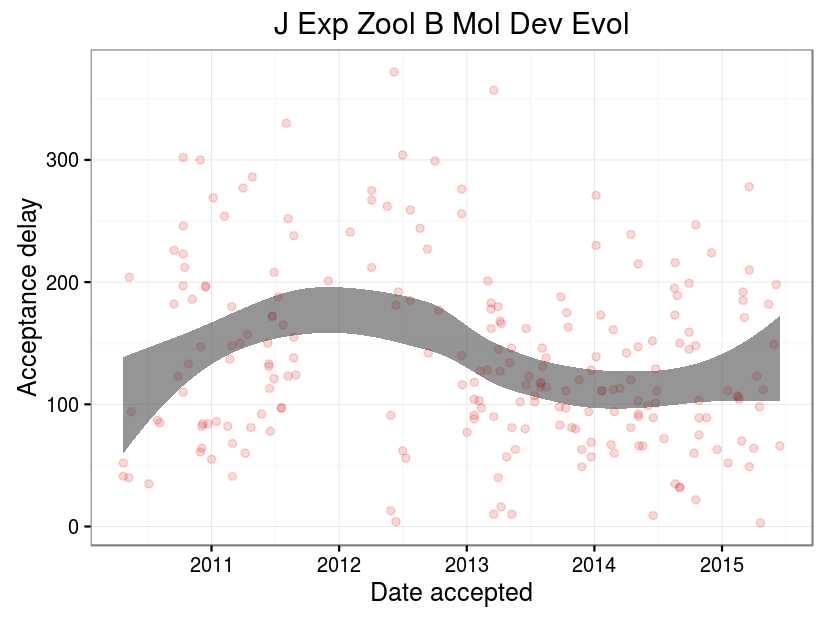 J Exp Zool B Mol Dev Evol
Acceptance delay
300
200
100
0
2011 2012 2013 2014 2015
Date accepted